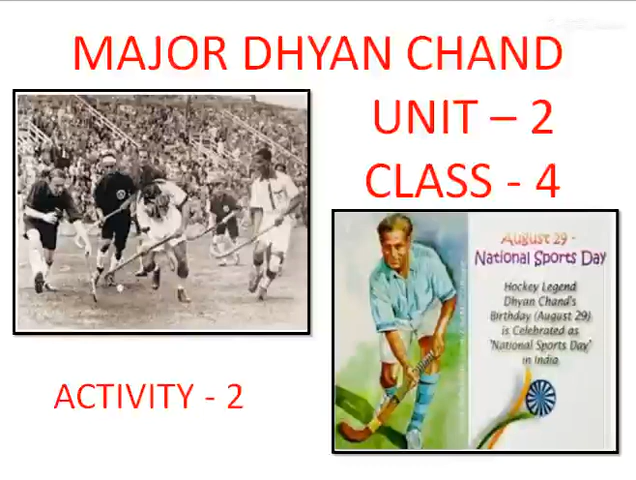 MAJOR DHYAN CHAND
UNIT – 2
CLASS - 4
August 29 -
National Sports Day
Hockey Legend
Dhyan Chand's
Birthday (August 29)
is Celebrated as
'National Sports Day'
in India
ACTIVITY - 2